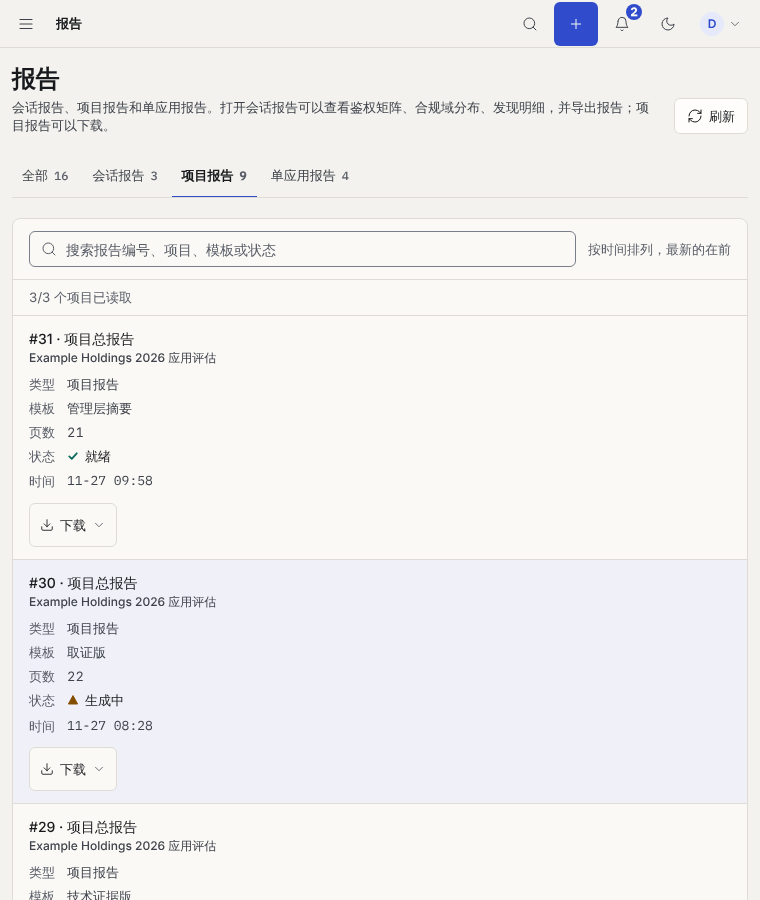 报告
2
D
报告
会话报告、项目报告和单应用报告。打开会话报告可以查看鉴权矩阵、合规域分布、发现明细，并导出报告；项
目报告可以下载。
刷新
全部 16
会话报告 3
项目报告 9
单应用报告 4
搜索报告编号、项目、模板或状态
按时间排列，最新的在前
3/3 个项目已读取
#31 · 项目总报告
Example Holdings 2026 应用评估
类型 项目报告
模板 管理层摘要
页数 21
状态 就绪
时间 11-27 09:58
下载
#30 · 项目总报告
Example Holdings 2026 应用评估
类型 项目报告
模板 取证版
页数 22
状态 生成中
时间 11-27 08:28
下载
#29 · 项目总报告
Example Holdings 2026 应用评估
类型 项目报告
模板 技术证据版